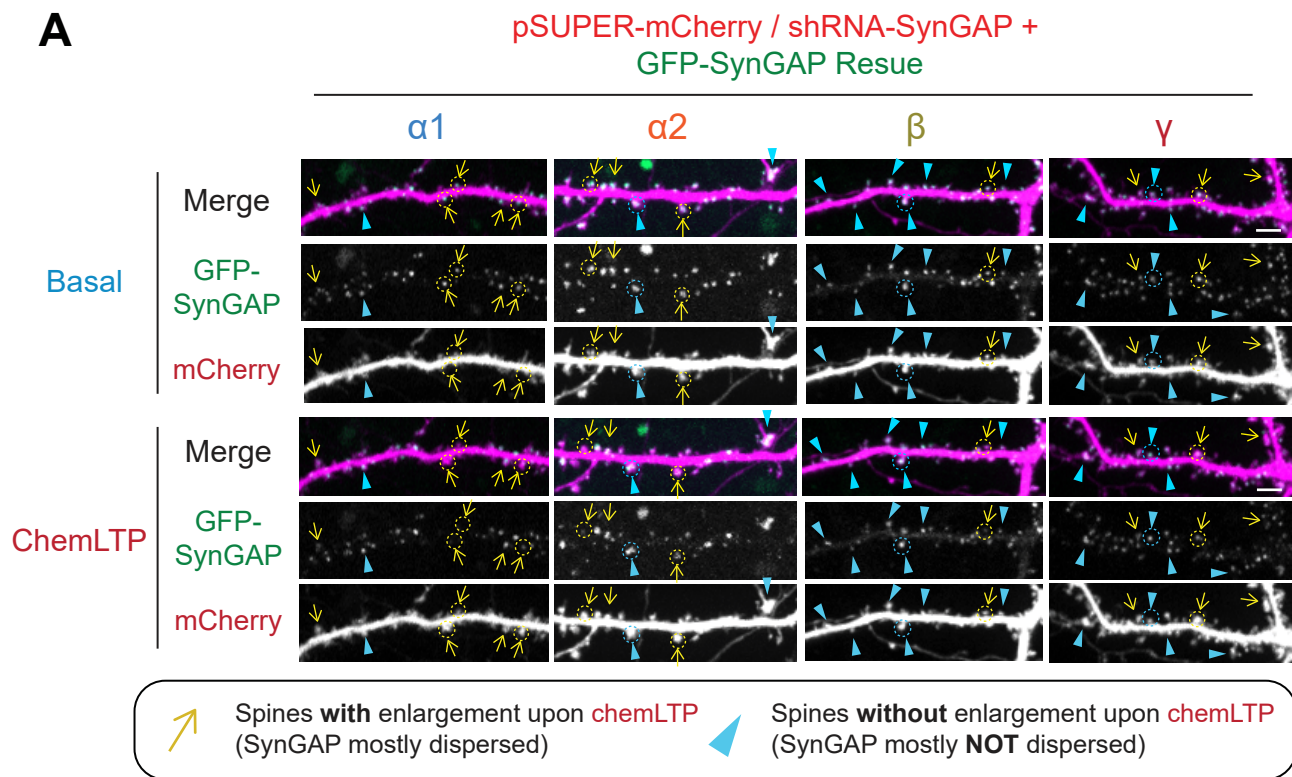 A
pSUPER-mCherry / shRNA-SynGAP +
GFP-SynGAP Resue
α1 α2 β γ
Merge
Basal
GFP-
SynGAP
mCherry
Merge
ChemLTP
GFP-
SynGAP
mCherry
Spines with enlargement upon chemLTP
(SynGAP mostly dispersed)
Spines without enlargement upon chemLTP
(SynGAP mostly NOT dispersed)